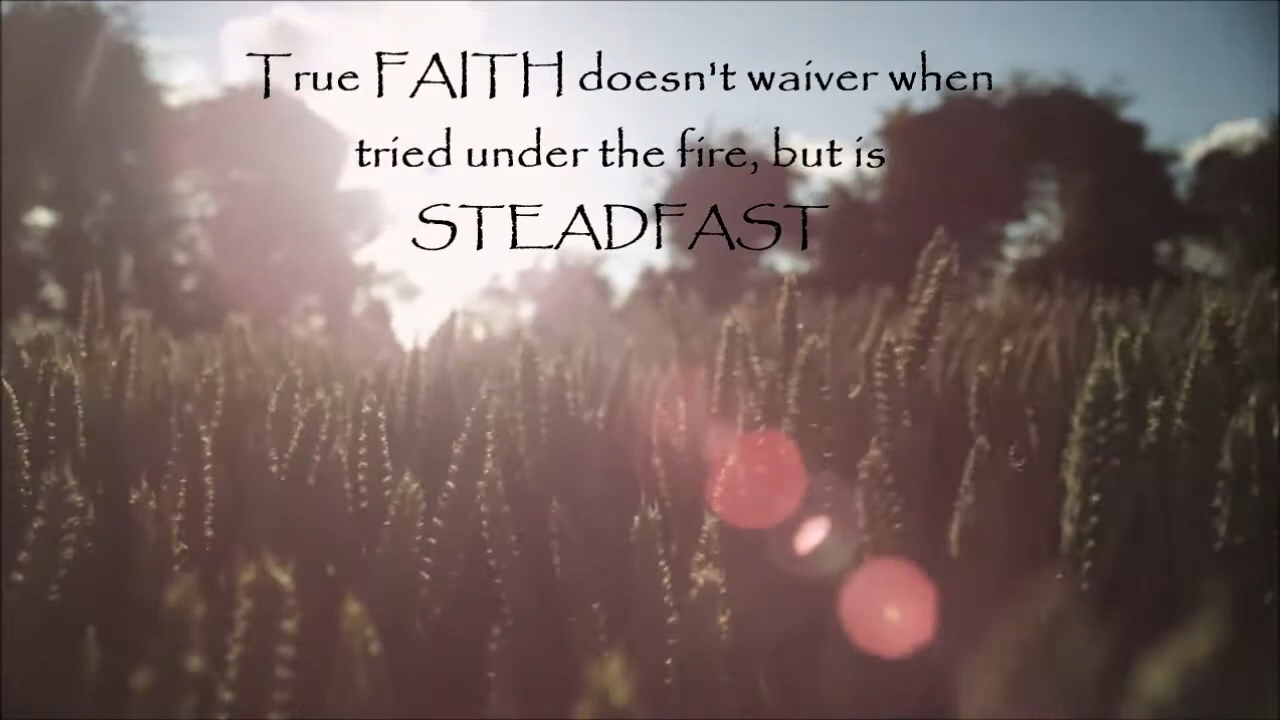 True FAITH doesn't waiver when
tried under the fire, but is
STEADFAST